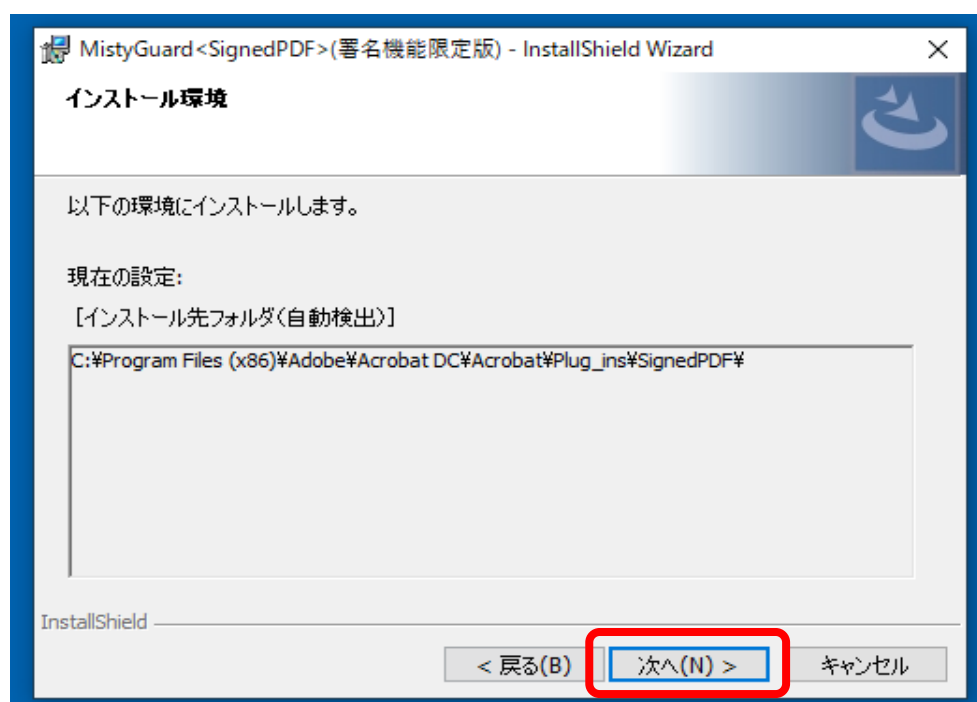 MistyGuard<SignedPDF>(署名機能限定版) - InstallShield Wizard
インストール環境
以下の環境にインストールします。
現在の設定:
[インストール先フォルダ(自動検出)]
C:¥Program Files (x86)¥Adobe¥Acrobat DC¥Acrobat¥Plug_ins¥SignedPDF¥
InstallShield
< 戻る(B)
次へ(N) >
キャンセル